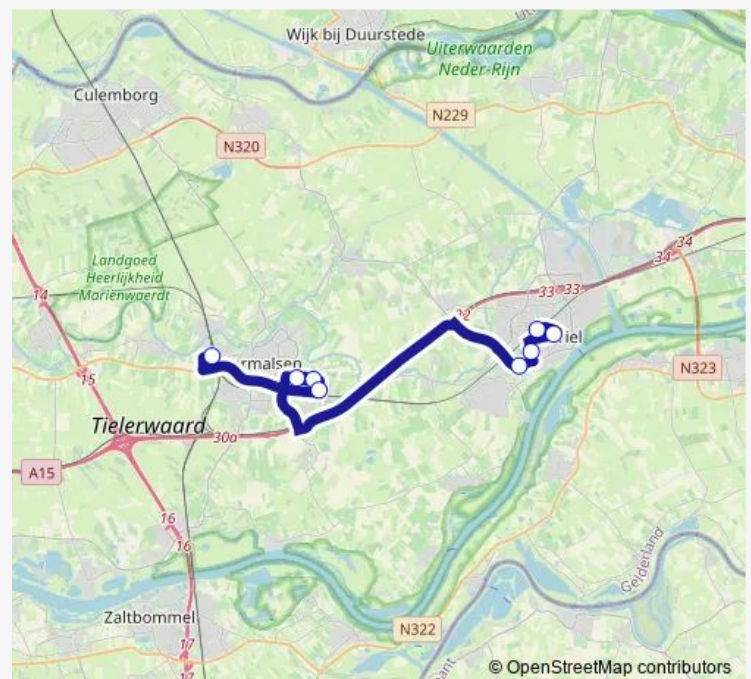 Wijk bij Duurstede
Uiterwaarden
Neder-Rijn
Culemborg
N229
N320
Landgoed
Heerlijkheid
Mariënwaerdt
14
34
34
33
33
32
15
N323
Tielerwaard
30a
A15
16
16
Gelderland
Zaltbommel
N322
17
17
© OpenStreetMap contributors